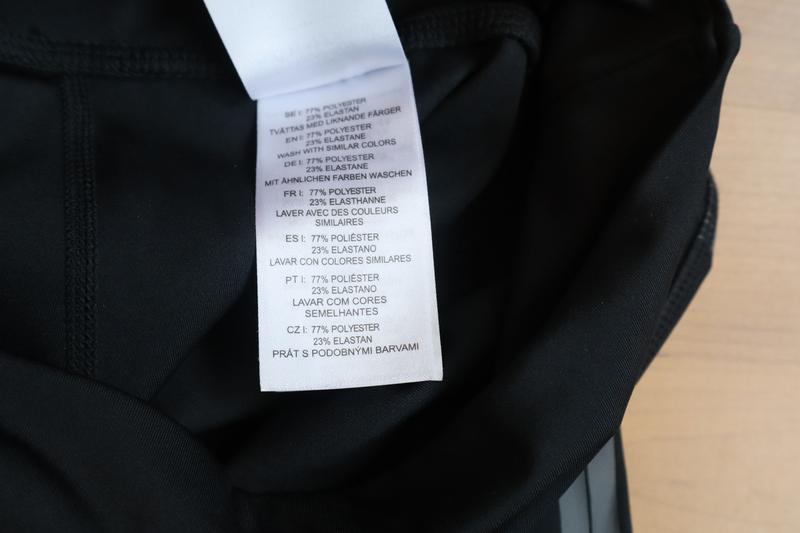 SE I: 77% POLYESTER
23% ELASTAN
TVÄTTAS MED LIKNANDE FÄRGER
EN I: 77% POLYESTER
23% ELASTANE
WASH WITH SIMILAR COLORS
DE I: 77% POLYESTER
23% ELASTANE
MIT ÄHNLICHEN FARBEN WASCHEN
FR I: 77% POLYESTER
23% ELASTHANNE
LAVER AVEC DES COULEURS
SIMILAIRES
ES I: 77% POLIÉSTER
23% ELASTANO
LAVAR CON COLORES SIMILARES
PT I: 77% POLIÉSTER
23% ELASTANO
LAVAR COM CORES
SEMELHANTES
CZ I: 77% POLYESTER
23% ELASTAN
PRÁT S PODOBNÝMI BARVAMI